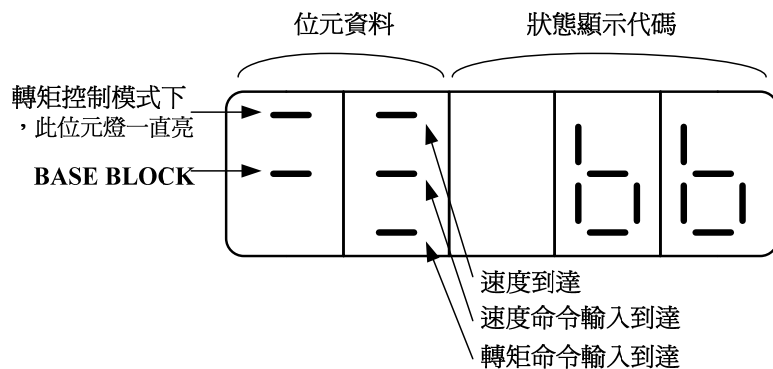 位元資料
狀態顯示代碼
轉矩控制模式下
，此位元燈一直亮
BASE BLOCK
bb
速度到達
速度命令輸入到達
轉矩命令輸入到達